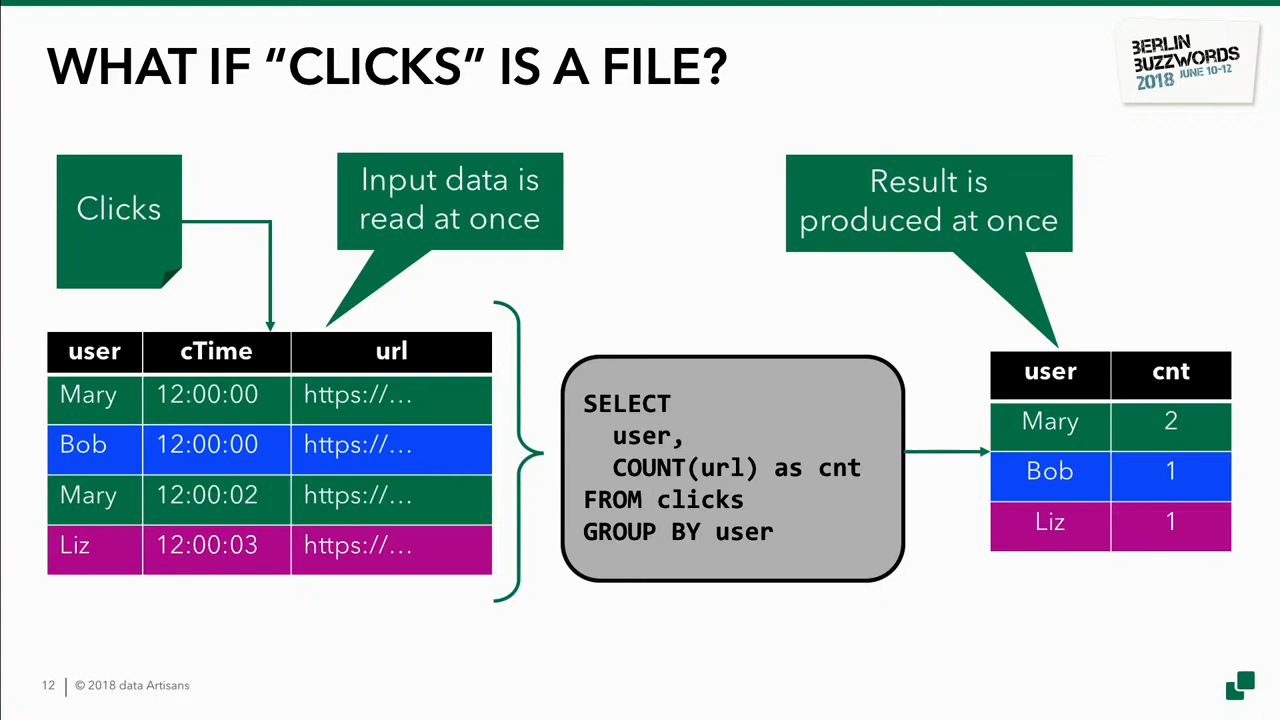 WHAT IF “CLICKS” IS A FILE?
BERLIN
BUZZWORDS
2018 JUNE 10-12
Clicks
Input data is
read at once
Result is
produced at once
user cTime url
Mary 12:00:00 https://…
Bob 12:00:00 https://…
Mary 12:00:02 https://…
Liz 12:00:03 https://…
SELECT
user,
COUNT(url) as cnt
FROM clicks
GROUP BY user
user cnt
Mary 2
Bob 1
Liz 1
12 © 2018 data Artisans